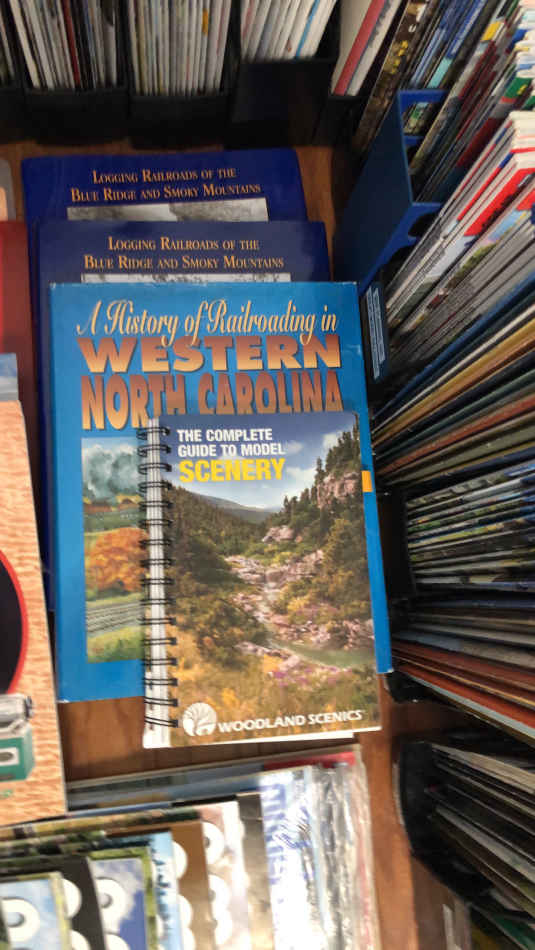 LOGGING RAILROADS OF THE
BLUE RIDGE AND SMOKY MOUNTAINS
LOGGING RAILROADS OF THE
BLUE RIDGE AND SMOKY MOUNTAINS
A History of Railroading in
WESTERN
NORTH CAROLINA
THE COMPLETE
GUIDE TO MODEL
SCENERY
WOODLAND SCENICS